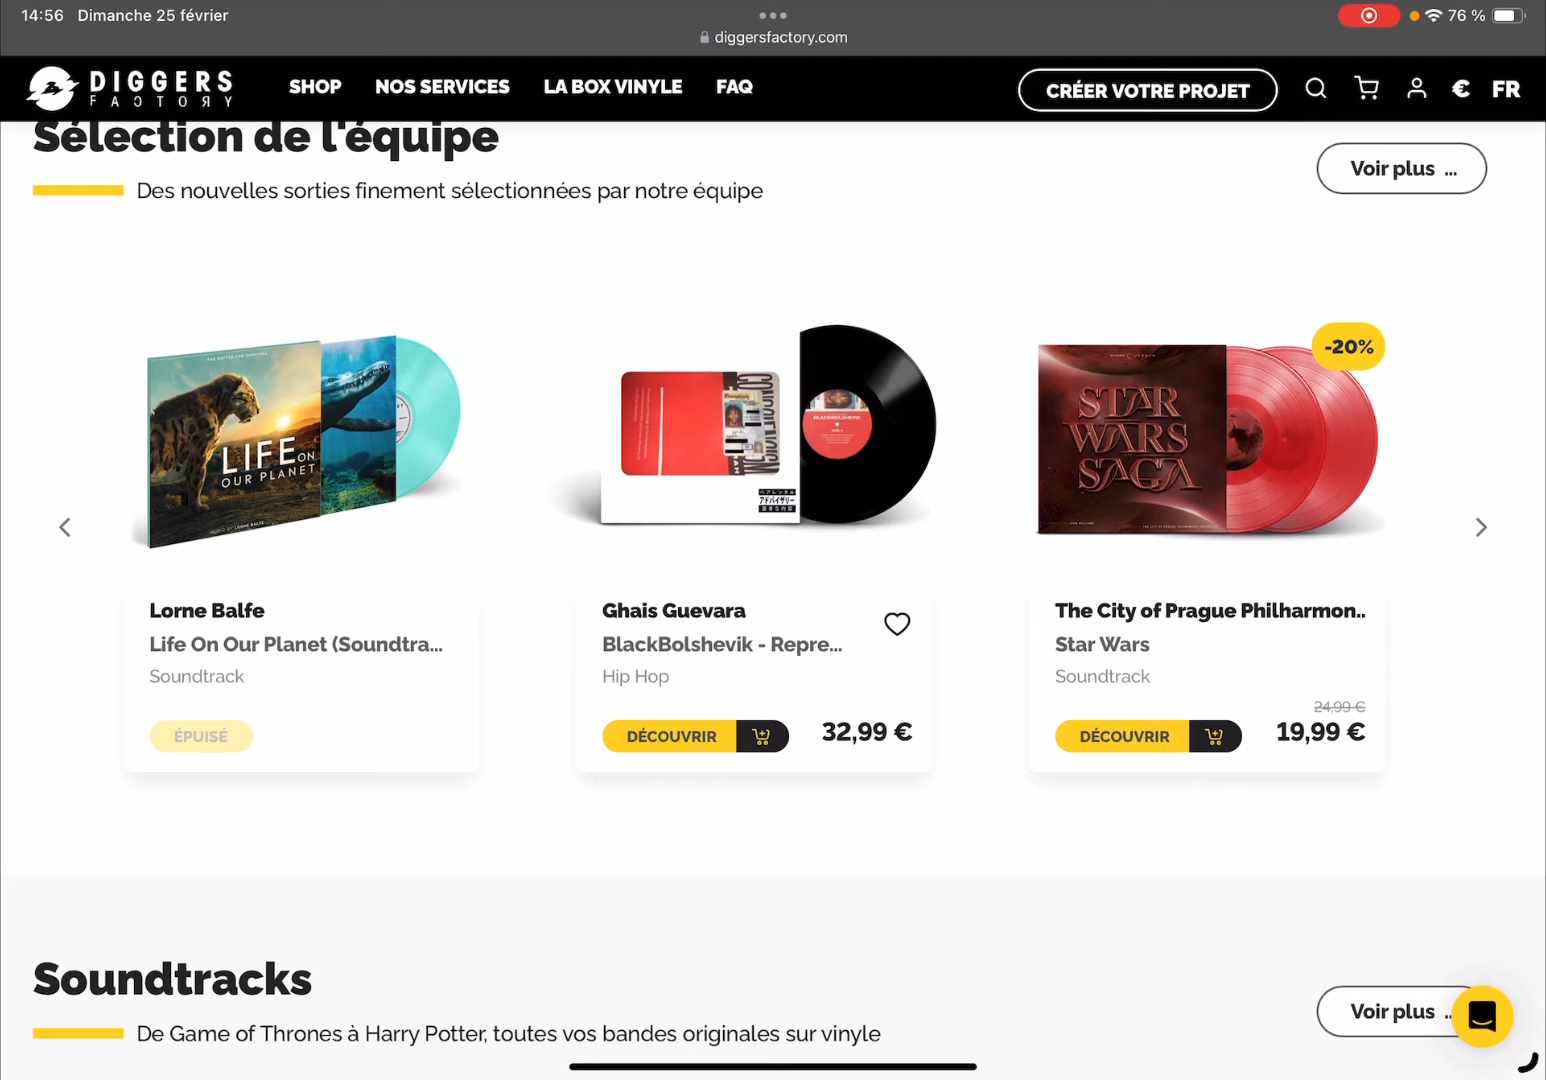 14:56 Dimanche 25 février
76 %
diggersfactory.com
DIGGERS
FACTORY
SHOP
NOS SERVICES
LA BOX VINYLE
FAQ
CRÉER VOTRE PROJET
€
FR
Sélection de l'équipe
Des nouvelles sorties finement sélectionnées par notre équipe
Voir plus ...
LIFE ON
OUR PLANET
BLACKBOLSHEVIK
STAR
WARS
SAGA
-20%
Lorne Balfe
Life On Our Planet (Soundtra...
Soundtrack
ÉPUISÉ
Ghais Guevara
BlackBolshevik - Repre...
Hip Hop
DÉCOUVRIR
32,99 €
The City of Prague Philharmon..
Star Wars
Soundtrack
24,99 €
DÉCOUVRIR
19,99 €
Soundtracks
De Game of Thrones à Harry Potter, toutes vos bandes originales sur vinyle
Voir plus ..